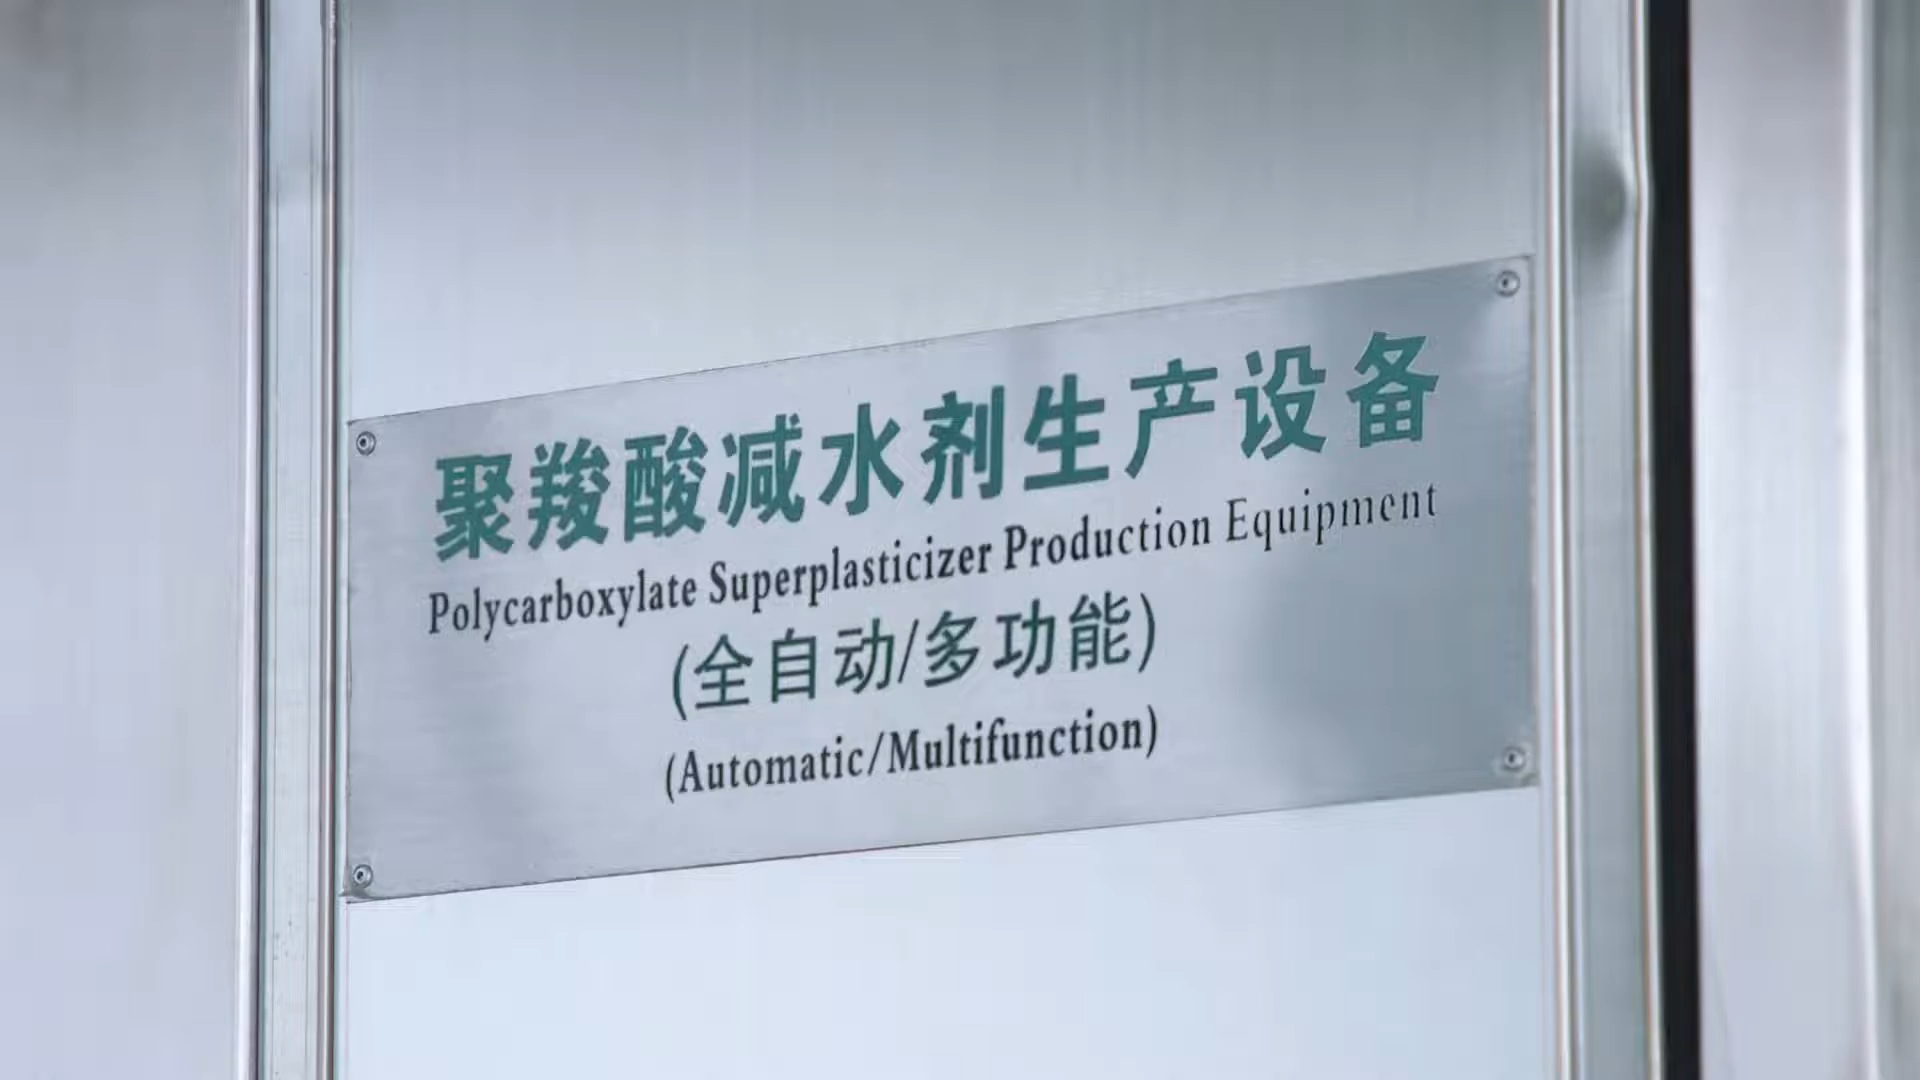 聚羧酸减水剂生产设备
Polycarboxylate Superplasticizer Production Equipment
(全自动/多功能)
(Automatic/Multifunction)